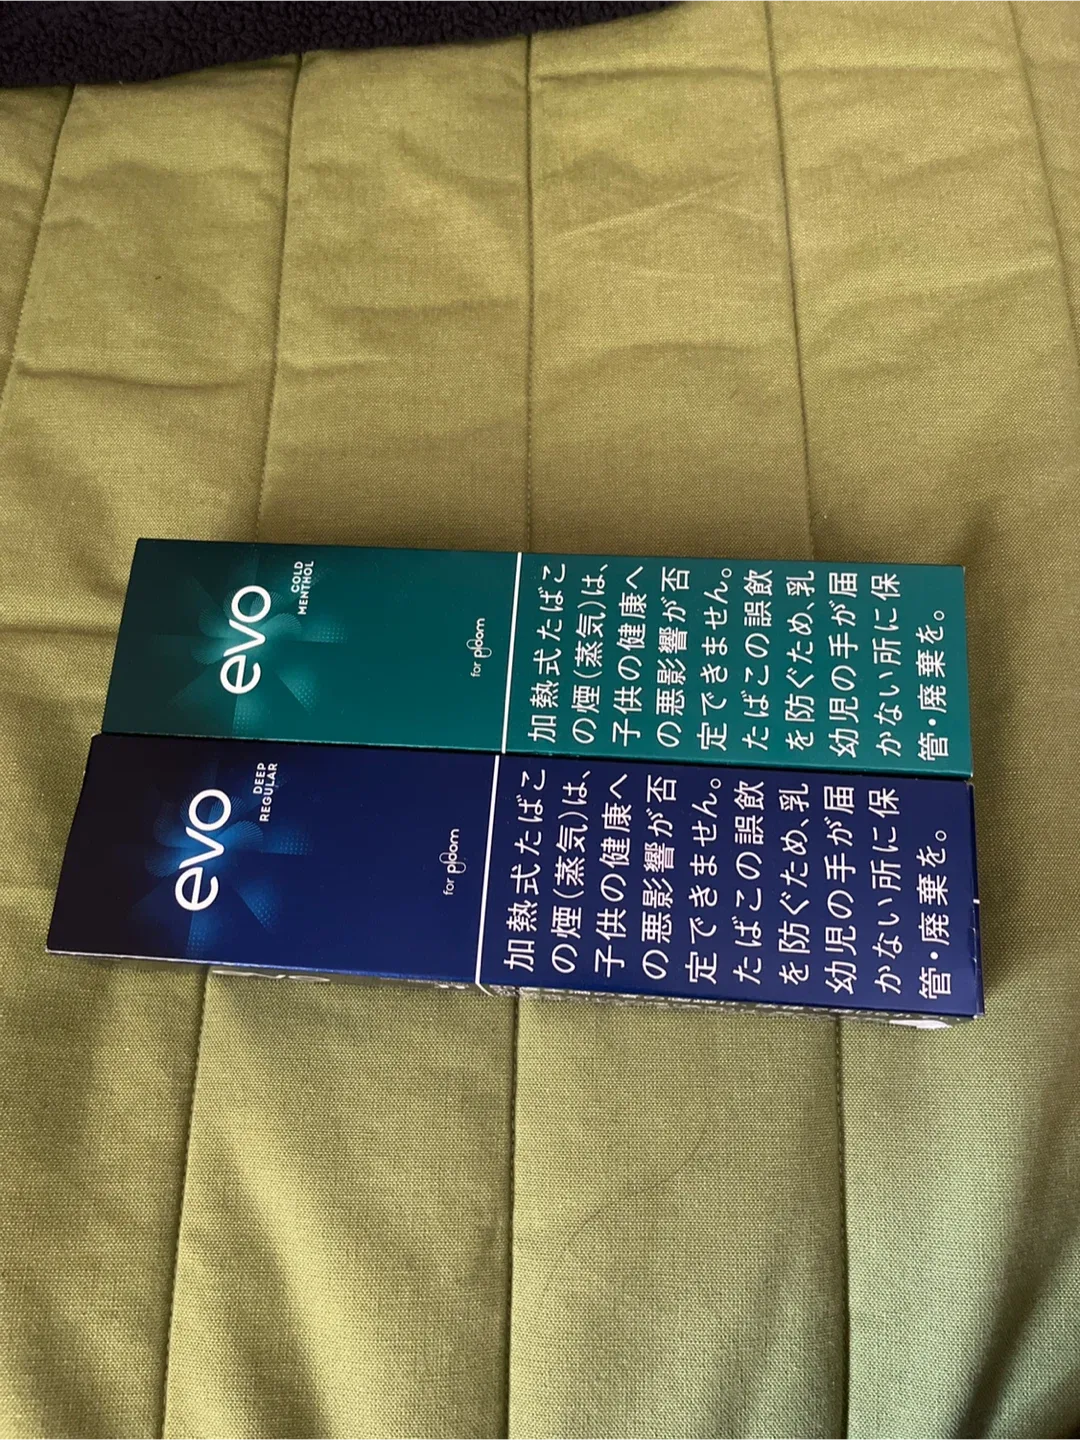 evo
COLD
MENTHOL
for ploom
加熱式たばこ
の煙(蒸気)は、
子供の健康へ
の悪影響が否
定できません。
たばこの誤飲
を防ぐため、乳
幼児の手が届
かない所に保
管・廃棄を。
evo
DEEP
REGULAR
for ploom
加熱式たばこ
の煙(蒸気)は、
子供の健康へ
の悪影響が否
定できません。
たばこの誤飲
を防ぐため、乳
幼児の手が届
かない所に保
管・廃棄を。